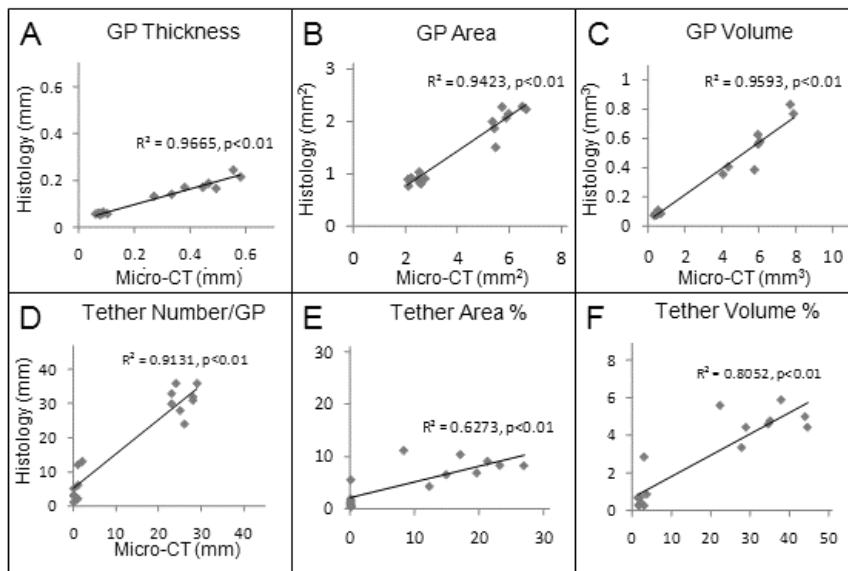 A
GP Thickness
Histology (mm)
0.6
0.4
0.2
0
R² = 0.9665, p<0.01
0 0.2 0.4 0.6
Micro-CT (mm)
B
GP Area
Histology (mm²)
3
2
1
0
R² = 0.9423, p<0.01
0 2 4 6 8
Micro-CT (mm²)
C
GP Volume
Histology (mm³)
1
0.8
0.6
0.4
0.2
0
R² = 0.9593, p<0.01
0 2 4 6 8 10
Micro-CT (mm³)
D
Tether Number/GP
Histology (mm)
40
30
20
10
0
R² = 0.9131, p<0.01
0 20 40
Micro-CT (mm)
E
Tether Area %
30
20
10
0
R² = 0.6273, p<0.01
0 10 20 30
F
Tether Volume %
8
6
4
2
0
R² = 0.8052, p<0.01
0 10 20 30 40 50